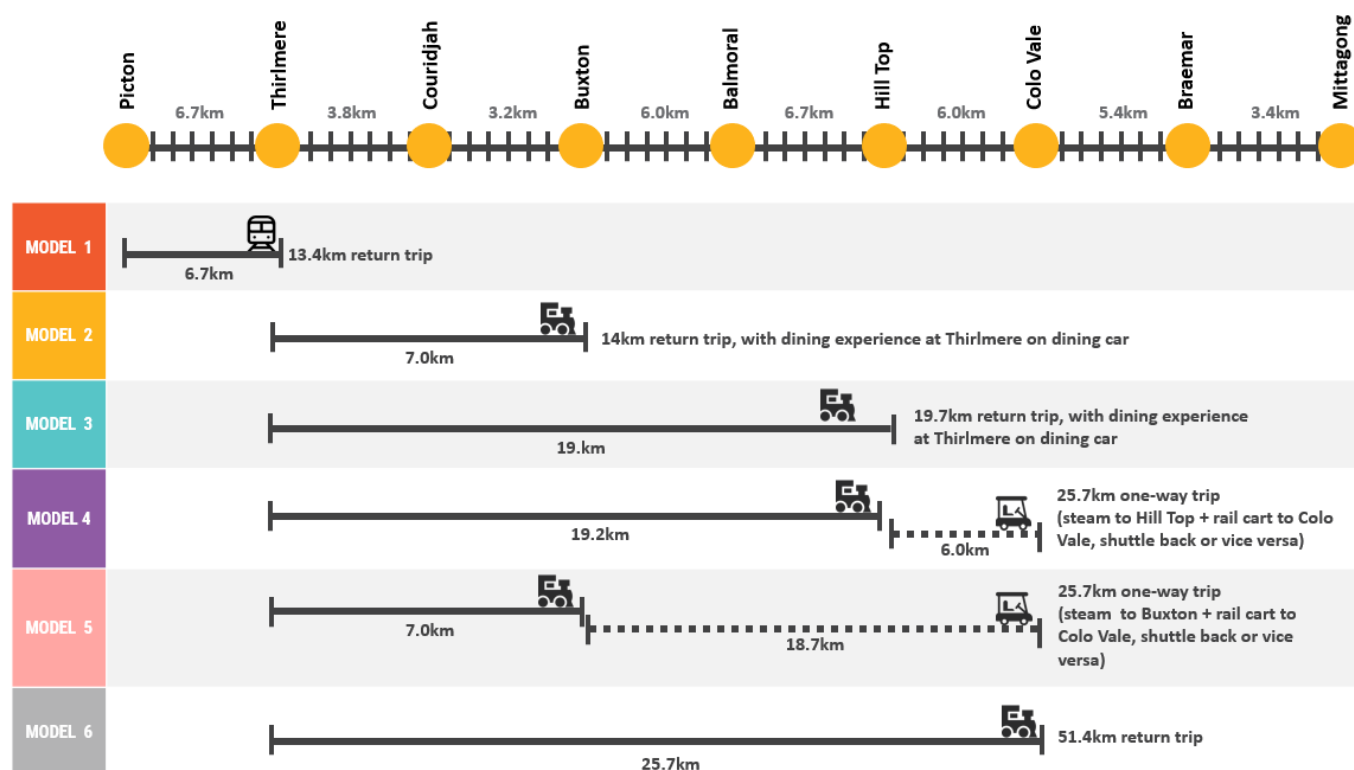 Picton
Thirlmere
Couridjah
Buxton
Balmoral
Hill Top
Colo Vale
Braemar
Mittagong
6.7km
3.8km
3.2km
6.0km
6.7km
6.0km
5.4km
3.4km
MODEL 1
13.4km return trip
6.7km
MODEL 2
14km return trip, with dining experience at Thirlmere on dining car
7.0km
MODEL 3
19.7km return trip, with dining experience
at Thirlmere on dining car
19.km
MODEL 4
25.7km one-way trip
(steam to Hill Top + rail cart to Colo
Vale, shuttle back or vice versa)
19.2km
6.0km
MODEL 5
25.7km one-way trip
(steam to Buxton + rail cart to
Colo Vale, shuttle back or vice
versa)
7.0km
18.7km
MODEL 6
51.4km return trip
25.7km